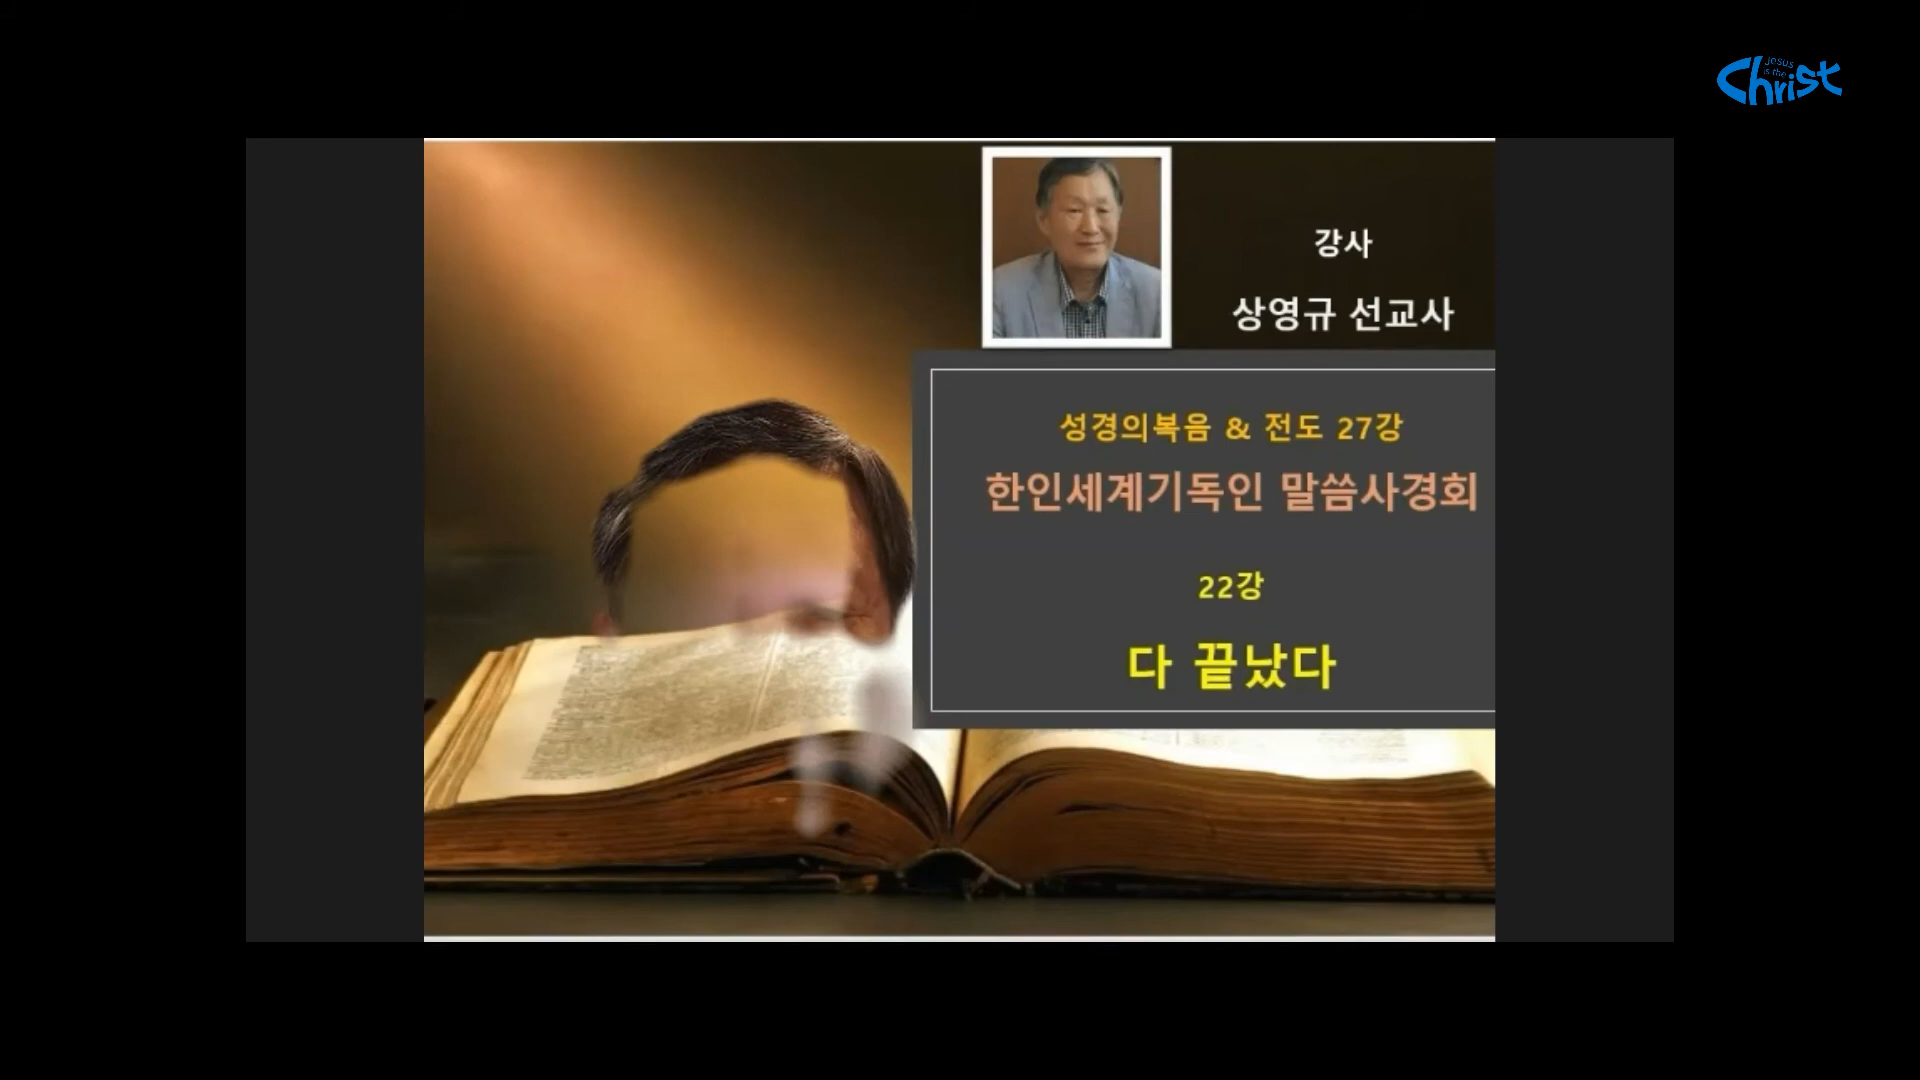 Jesus
is the
Christ
강사
상영규 선교사
성경의복음 & 전도 27강
한인세계기독인 말씀사경회
22강
다 끝났다